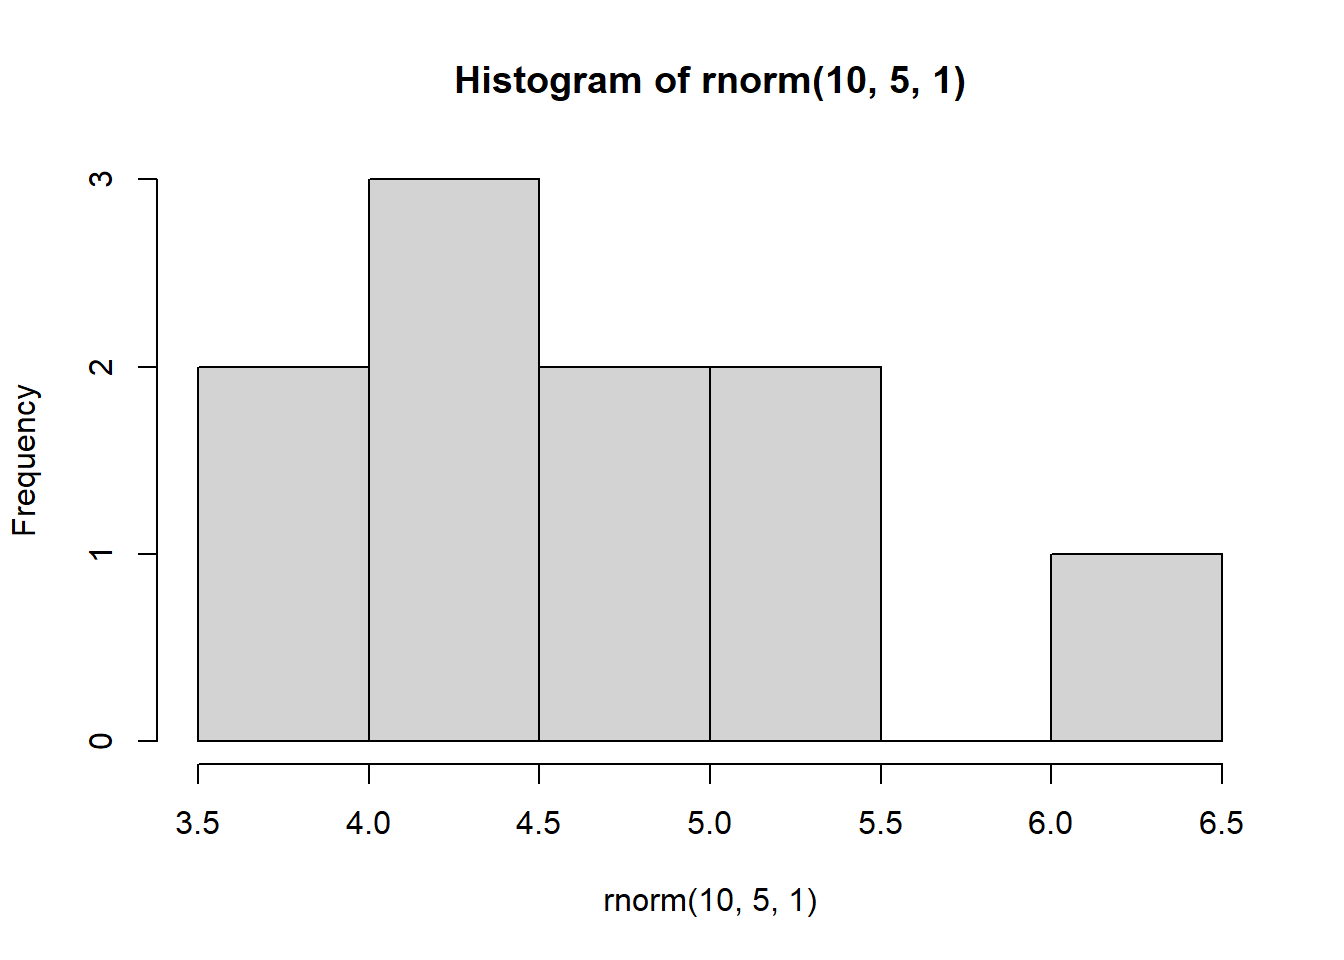 Histogram of rnorm(10, 5, 1)
Frequency
3
2
1
0
3.5 4.0 4.5 5.0 5.5 6.0 6.5
rnorm(10, 5, 1)